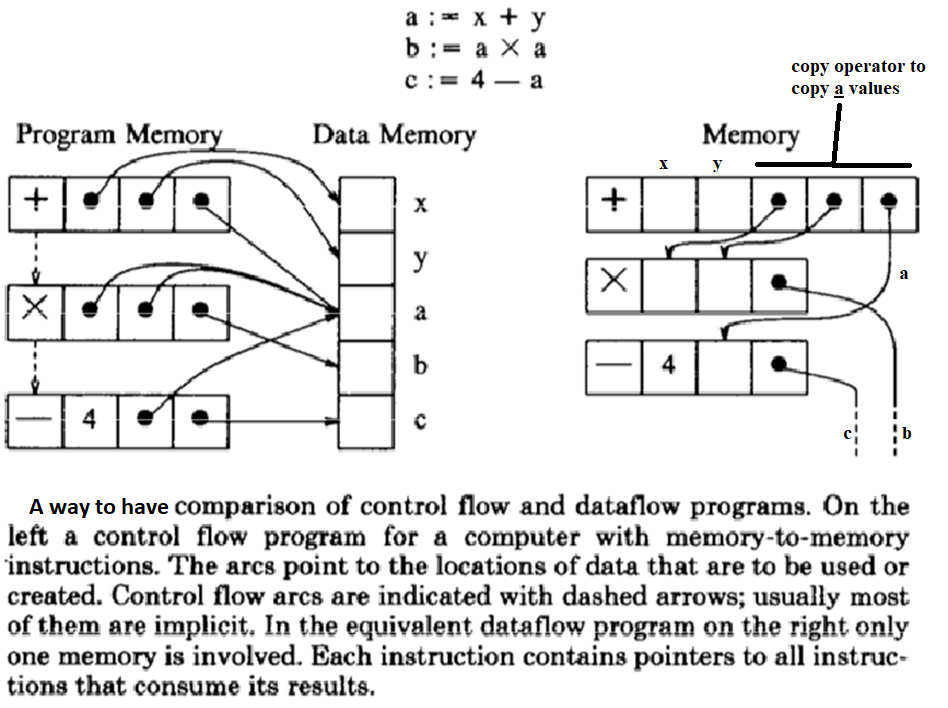 a := x + y
b := a × a
c := 4 — a
copy operator to
copy a values
Program Memory
Data Memory
Memory
x
y
+
x
+
y
a
×
a
×
b
— 4
c
— 4
c
b
A way to have comparison of control flow and dataflow programs. On the
left a control flow program for a computer with memory-to-memory
instructions. The arcs point to the locations of data that are to be used or
created. Control flow arcs are indicated with dashed arrows; usually most
of them are implicit. In the equivalent dataflow program on the right only
one memory is involved. Each instruction contains pointers to all instruc-
tions that consume its results.